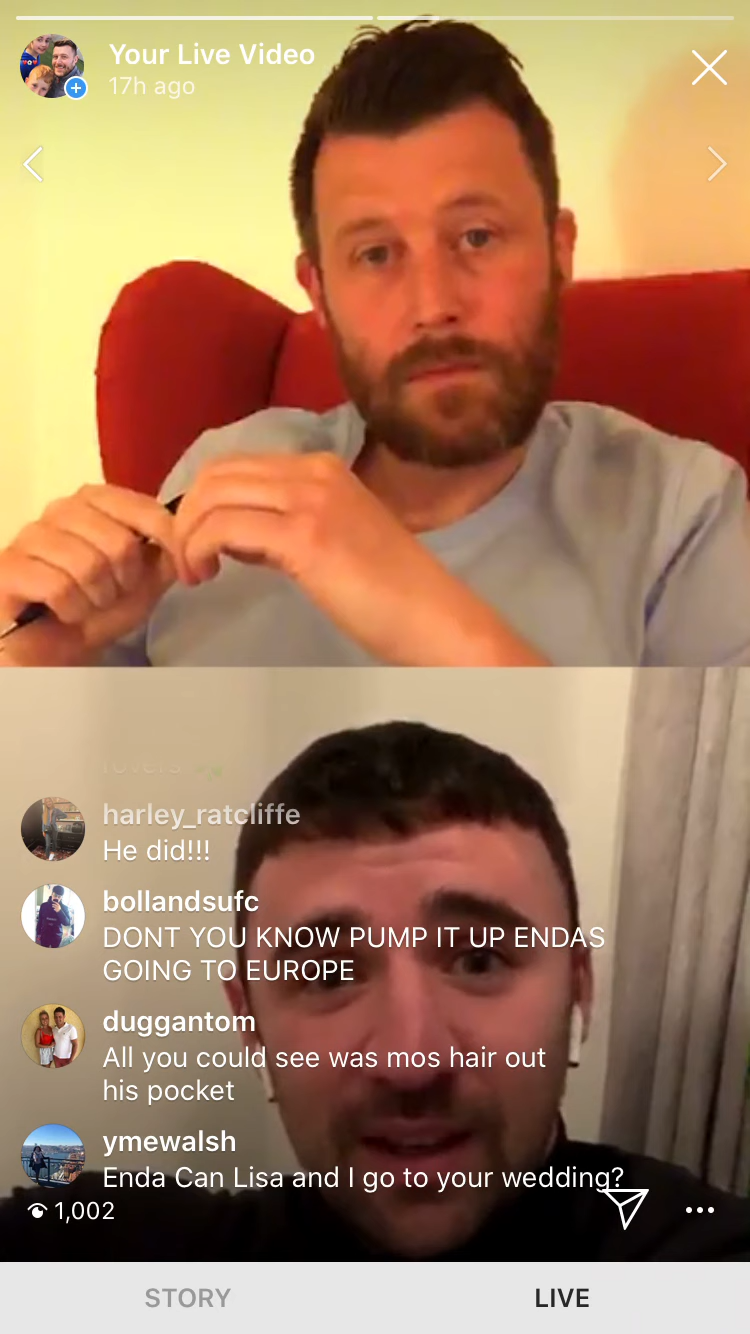 Your Live Video
17h ago
harley_ratcliffe
He did!!!
bollandsufc
DONT YOU KNOW PUMP IT UP ENDAS
GOING TO EUROPE
duggantom
All you could see was mos hair out
his pocket
ymewalsh
Enda Can Lisa and I go to your wedding?
1,002
STORY
LIVE